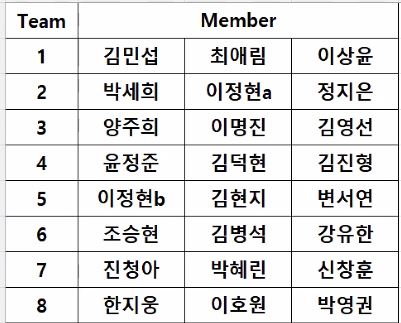 Team Member
1 김민섭 최애림 이상윤
2 박세희 이정현a 정지은
3 양주희 이명진 김영선
4 윤정준 김덕현 김진형
5 이정현b 김현지 변서연
6 조승현 김병석 강유한
7 진청아 박혜린 신창훈
8 한지웅 이호원 박영권